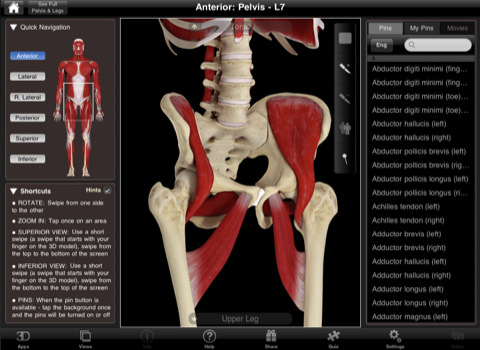 See Full
Pelvis & Legs
Anterior: Pelvis - L7
Quick Navigation
Anterior
Lateral
R. Lateral
Posterior
Superior
Inferior
Shortcuts
Hints
• ROTATE: Swipe from one side
to the other
• ZOOM IN: Tap once on an area
• SUPERIOR VIEW: Use a short
swipe (a swipe that starts with your
finger on the 3D model), swipe from
the top to the bottom of the screen
• INFERIOR VIEW: Use a short
swipe (a swipe that starts with your
finger on the 3D model), swipe from
the bottom to the top of the screen
• PINS: When the pin button is
available - tap the background once
and the pins will be turned on or off
Torso
Upper Leg
Pins
My Pins
Movies
Eng
A
Abductor digiti minimi (fing...
Abductor digiti minimi (fing...
Abductor digiti minimi (toe)...
Abductor digiti minimi (toe)...
Abductor hallucis (left)
Abductor hallucis (right)
Abductor pollicis brevis (left)
Abductor pollicis brevis (rig...
Abductor pollicis longus (left)
Abductor pollicis longus (ri...
Achilles tendon (left)
Achilles tendon (right)
Adductor brevis (left)
Adductor brevis (right)
Adductor hallucis (left)
Adductor hallucis (right)
Adductor longus (left)
Adductor longus (right)
Adductor magnus (left)
3D
Apps
Views
Info
Help
Share
Quiz
Settings